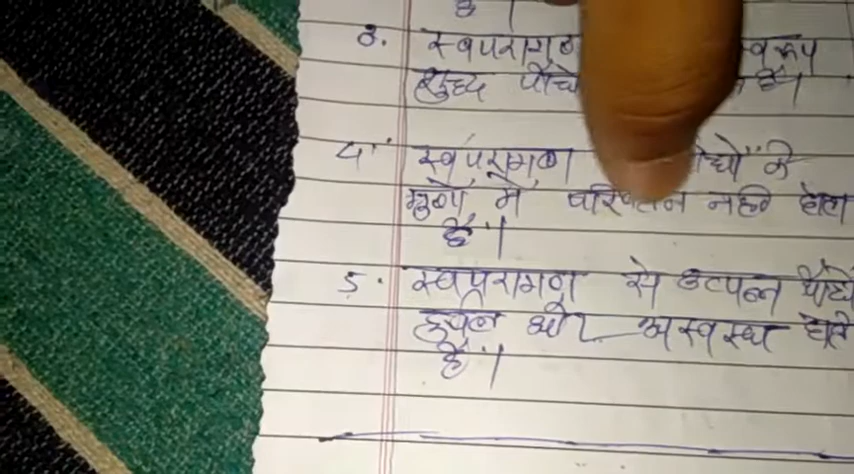 है।
3. स्वपरागण स्वरूप
शुद्ध पौधे है।
4. स्वपरागण पौधों के
गुणों में परिवर्तन नही होता
है।
5. स्वपरागण से उत्पन्न पौधे
दुर्बल और अस्वस्थ होते
है।